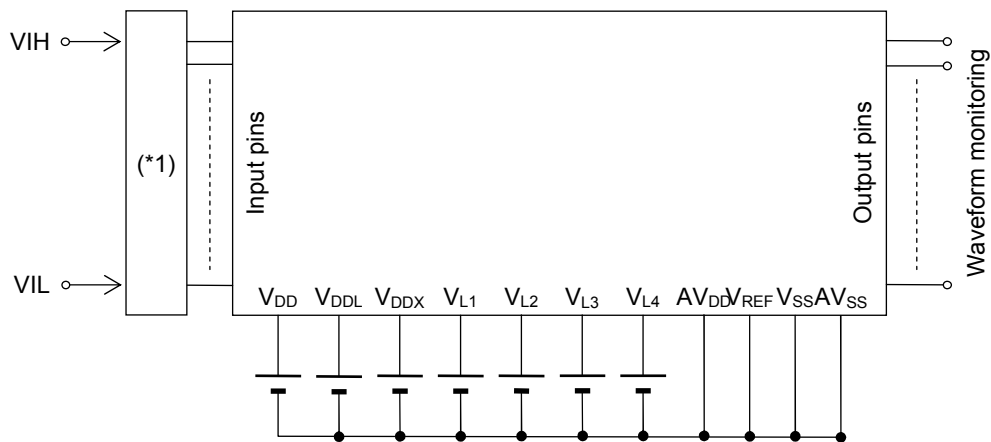 VIH
VIL
(*1)
Input pins
Output pins
Waveform monitoring
VDD VDDL VDDX VL1 VL2 VL3 VL4 AVDD VREF VSS AVSS